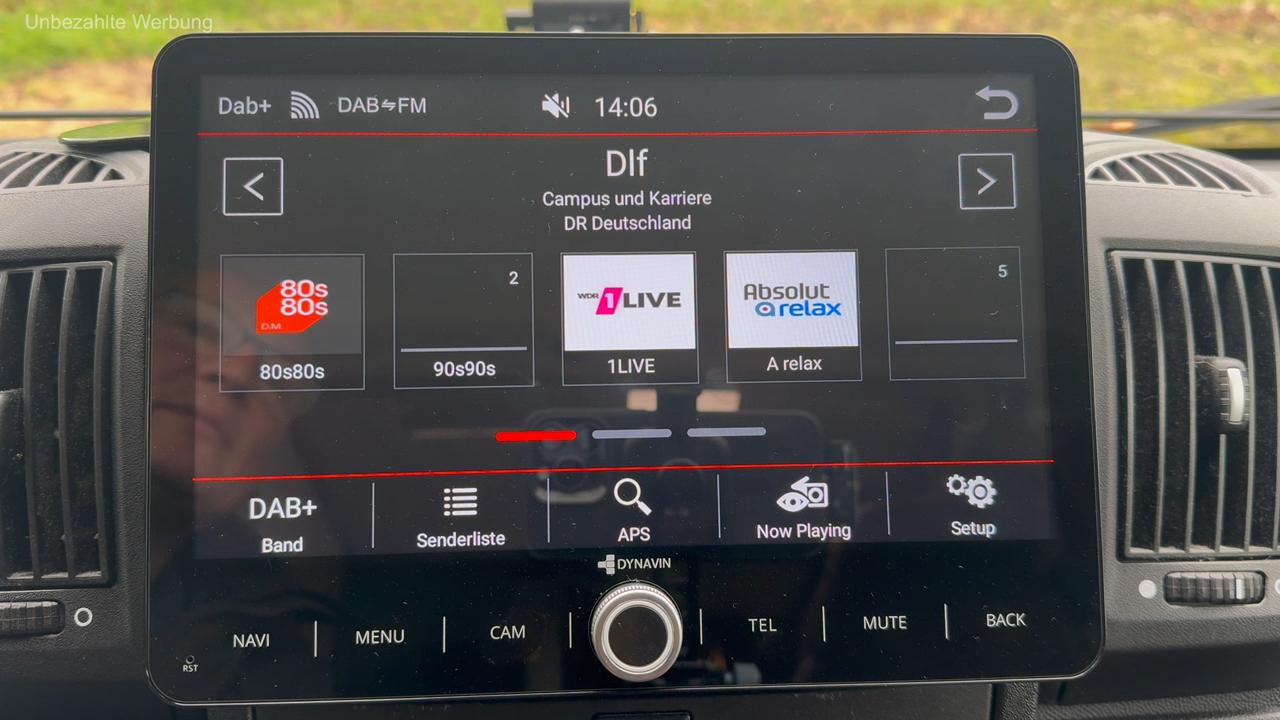 Unbezahlte Werbung
Dab+ DAB⇋FM 14:06
<
Dlf
>
Campus und Karriere
DR Deutschland
80s
80s
D.M.
80s80s
2
90s90s
WDR 1LIVE
1LIVE
Absolut
relax
A relax
5
DAB+
Band
Senderliste
APS
Now Playing
Setup
DYNAVIN
NAVI
MENU
CAM
TEL
MUTE
BACK
RST